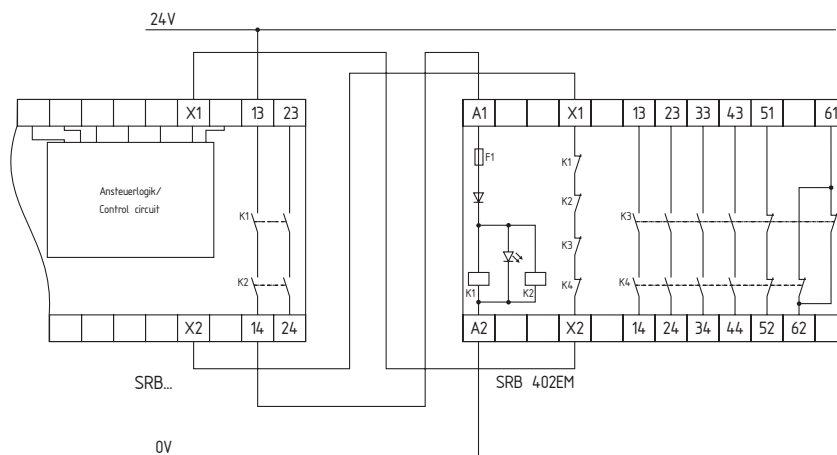 24V
X1 13 23
A1 X1 13 23 33 43 51 61
Ansteuerlogik/
Control circuit
F1
K1
K2
K3
K4
K1
K2
K1 K2
K3
K4
X2 14 24
A2 X2 14 24 34 44 52 62
SRB...
SRB 402EM
0V